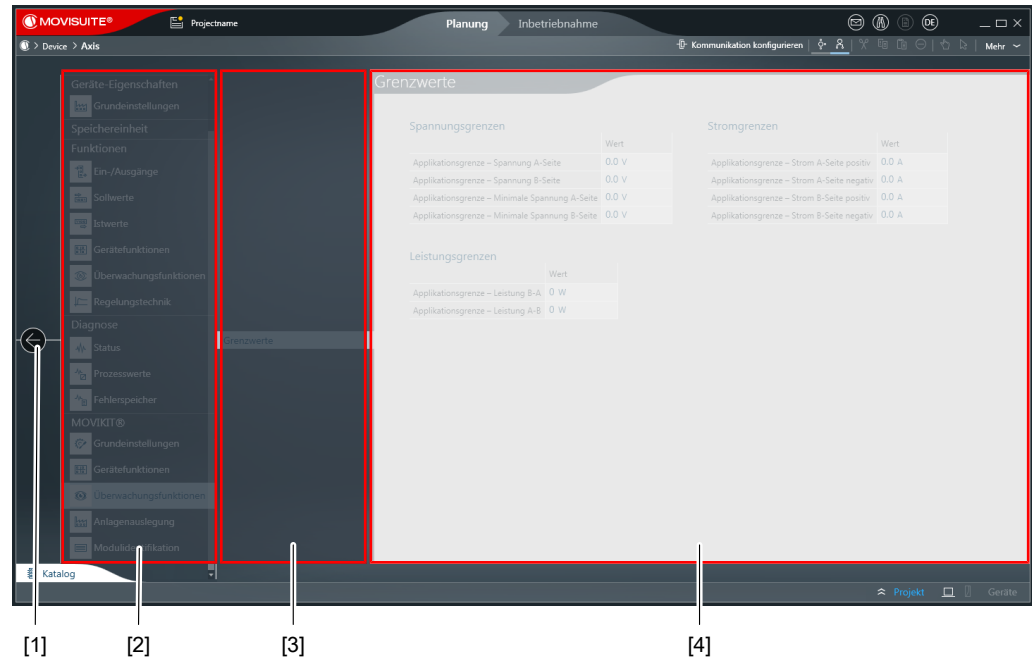 MOVISUITE® Projectname Planung Inbetriebnahme DE
> Device > Axis Kommunikation konfigurieren Mehr
Geräte-Eigenschaften
Grundeinstellungen
Speichereinheit
Funktionen
Ein-/Ausgänge
Sollwerte
Istwerte
Gerätefunktionen
Überwachungsfunktionen
Regelungstechnik
Diagnose
Status
Prozesswerte
Fehlerspeicher
MOVIKIT®
Grundeinstellungen
Gerätefunktionen
Überwachungsfunktionen
Anlagenauslegung
Modulidentifikation
Grenzwerte
Grenzwerte
Spannungsgrenzen
Wert
Applikationsgrenze – Spannung A-Seite 0.0 V
Applikationsgrenze – Spannung B-Seite 0.0 V
Applikationsgrenze – Minimale Spannung A-Seite 0.0 V
Applikationsgrenze – Minimale Spannung B-Seite 0.0 V
Stromgrenzen
Wert
Applikationsgrenze – Strom A-Seite positiv 0.0 A
Applikationsgrenze – Strom A-Seite negativ 0.0 A
Applikationsgrenze – Strom B-Seite positiv 0.0 A
Applikationsgrenze – Strom B-Seite negativ 0.0 A
Leistungsgrenzen
Wert
Applikationsgrenze – Leistung B-A 0 W
Applikationsgrenze – Leistung A-B 0 W
Katalog
Projekt Geräte
[1] [2] [3] [4]